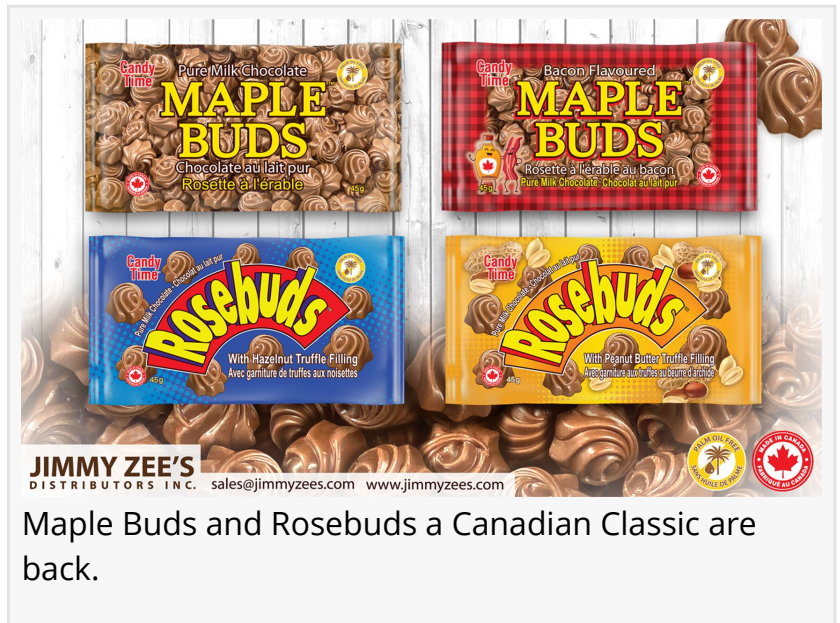 Candy
Time
Pure Milk Chocolate
MAPLE
BUDS
Chocolate au lait pur
Rosette à l'érable
45g
Candy
Time
Bacon Flavoured
MAPLE
BUDS
Rosette à l'érable au bacon
Pure Milk Chocolate · Chocolat au lait pur
45g
Candy
Time
Pure Milk Chocolate · Chocolat au lait pur
Rosebuds
With Hazelnut Truffle Filling
Avec garniture de truffes aux noisettes
45g
Candy
Time
Pure Milk Chocolate · Chocolat au lait pur
Rosebuds
With Peanut Butter Truffle Filling
Avec garniture aux truffes au beurre d'archide
45g
JIMMY ZEE'S
DISTRIBUTORS INC.
sales@jimmyzees.com www.jimmyzees.com
PALM OIL FREE
SANS HUILE DE PALME
MADE IN CANADA
FABRIQUÉ AU CANADA
Maple Buds and Rosebuds a Canadian Classic are
back.